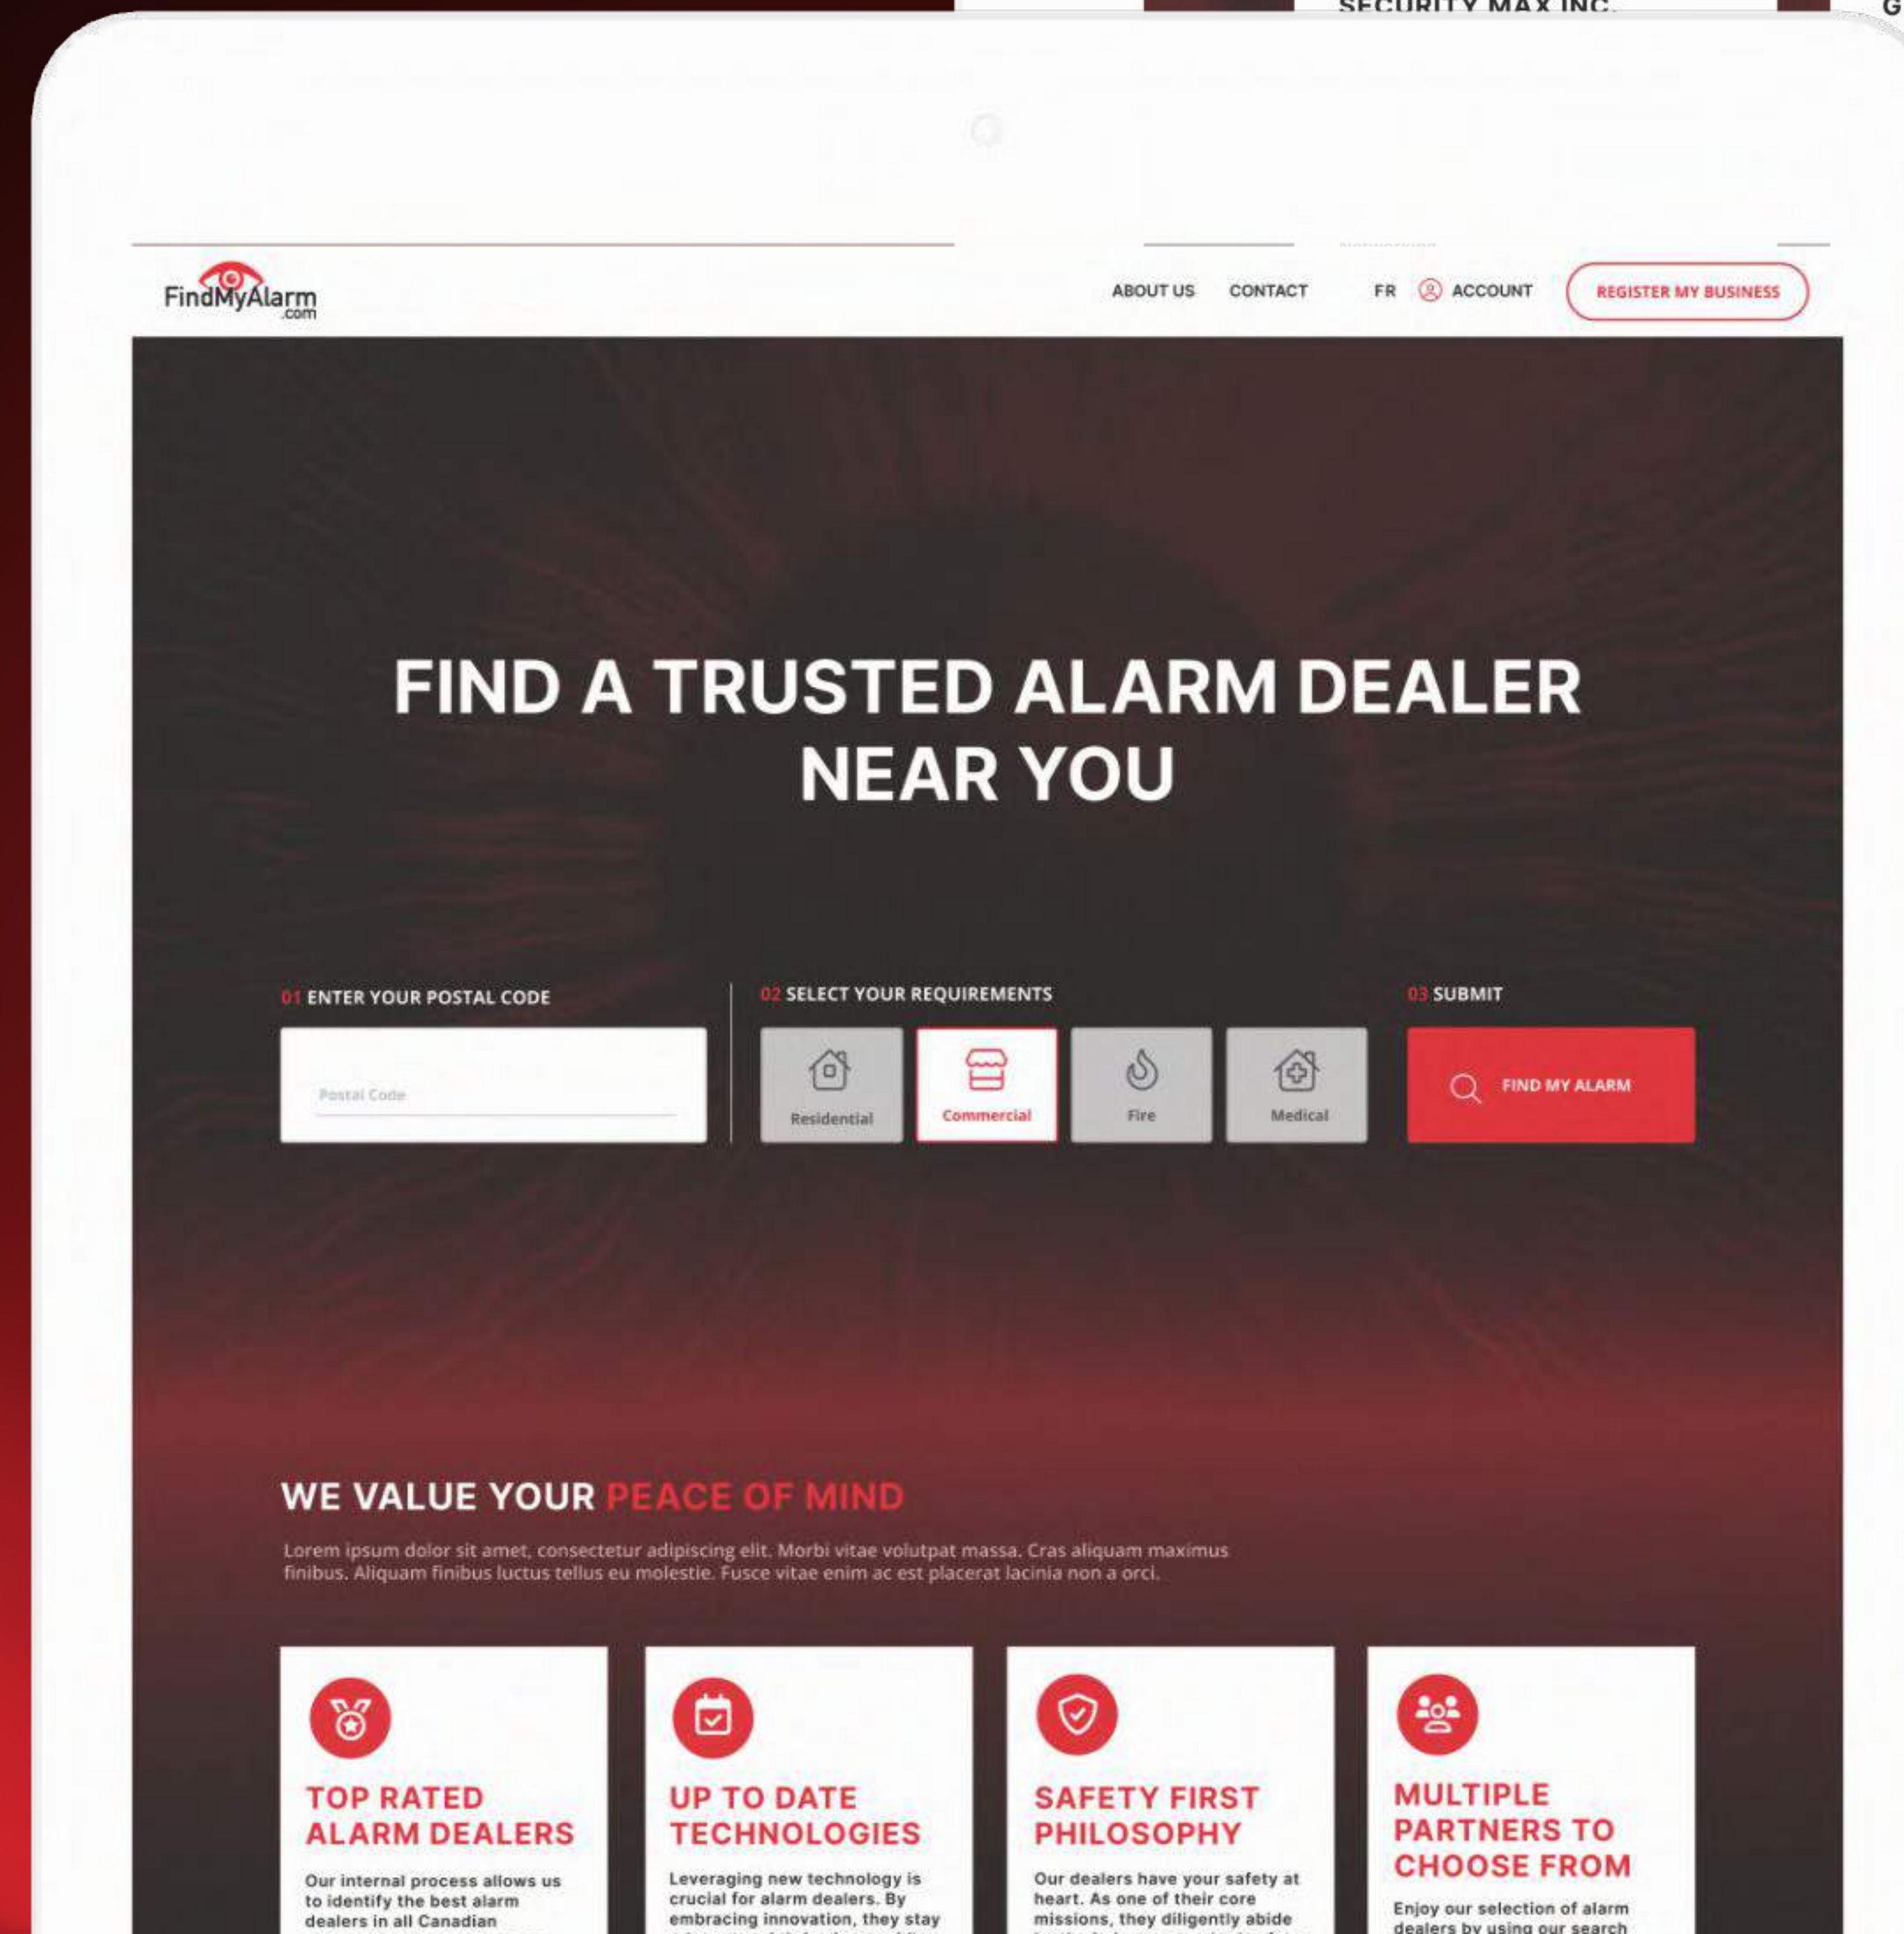 SECURITY MAX INC.
G
FindMyAlarm
.com
ABOUT US
CONTACT
FR
ACCOUNT
REGISTER MY BUSINESS
FIND A TRUSTED ALARM DEALER
NEAR YOU
01 ENTER YOUR POSTAL CODE
Postal Code
02 SELECT YOUR REQUIREMENTS
Residential
Commercial
Fire
Medical
03 SUBMIT
FIND MY ALARM
WE VALUE YOUR PEACE OF MIND
Lorem ipsum dolor sit amet, consectetur adipiscing elit. Morbi vitae volutpat massa. Cras aliquam maximus
finibus. Aliquam finibus luctus tellus eu molestie. Fusce vitae enim ac est placerat lacinia non a orci.
TOP RATED
ALARM DEALERS
Our internal process allows us
to identify the best alarm
dealers in all Canadian
UP TO DATE
TECHNOLOGIES
Leveraging new technology is
crucial for alarm dealers. By
embracing innovation, they stay
SAFETY FIRST
PHILOSOPHY
Our dealers have your safety at
heart. As one of their core
missions, they diligently abide
MULTIPLE
PARTNERS TO
CHOOSE FROM
Enjoy our selection of alarm
dealers by using our search